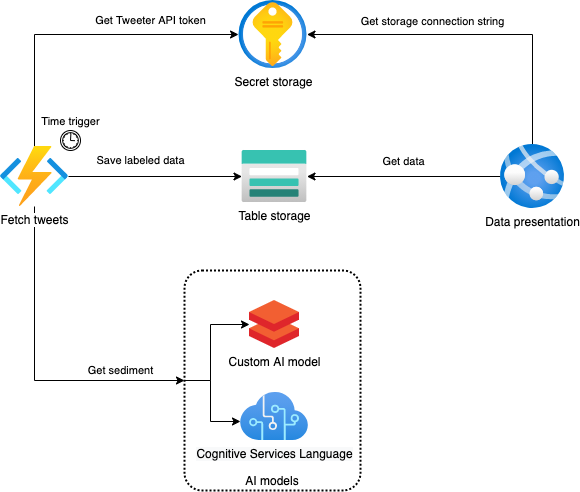 Get Tweeter API token
Get storage connection string
Secret storage
Time trigger
Save labeled data
Get data
Fetch tweets
Table storage
Data presentation
Get sediment
Custom AI model
Cognitive Services Language
AI models